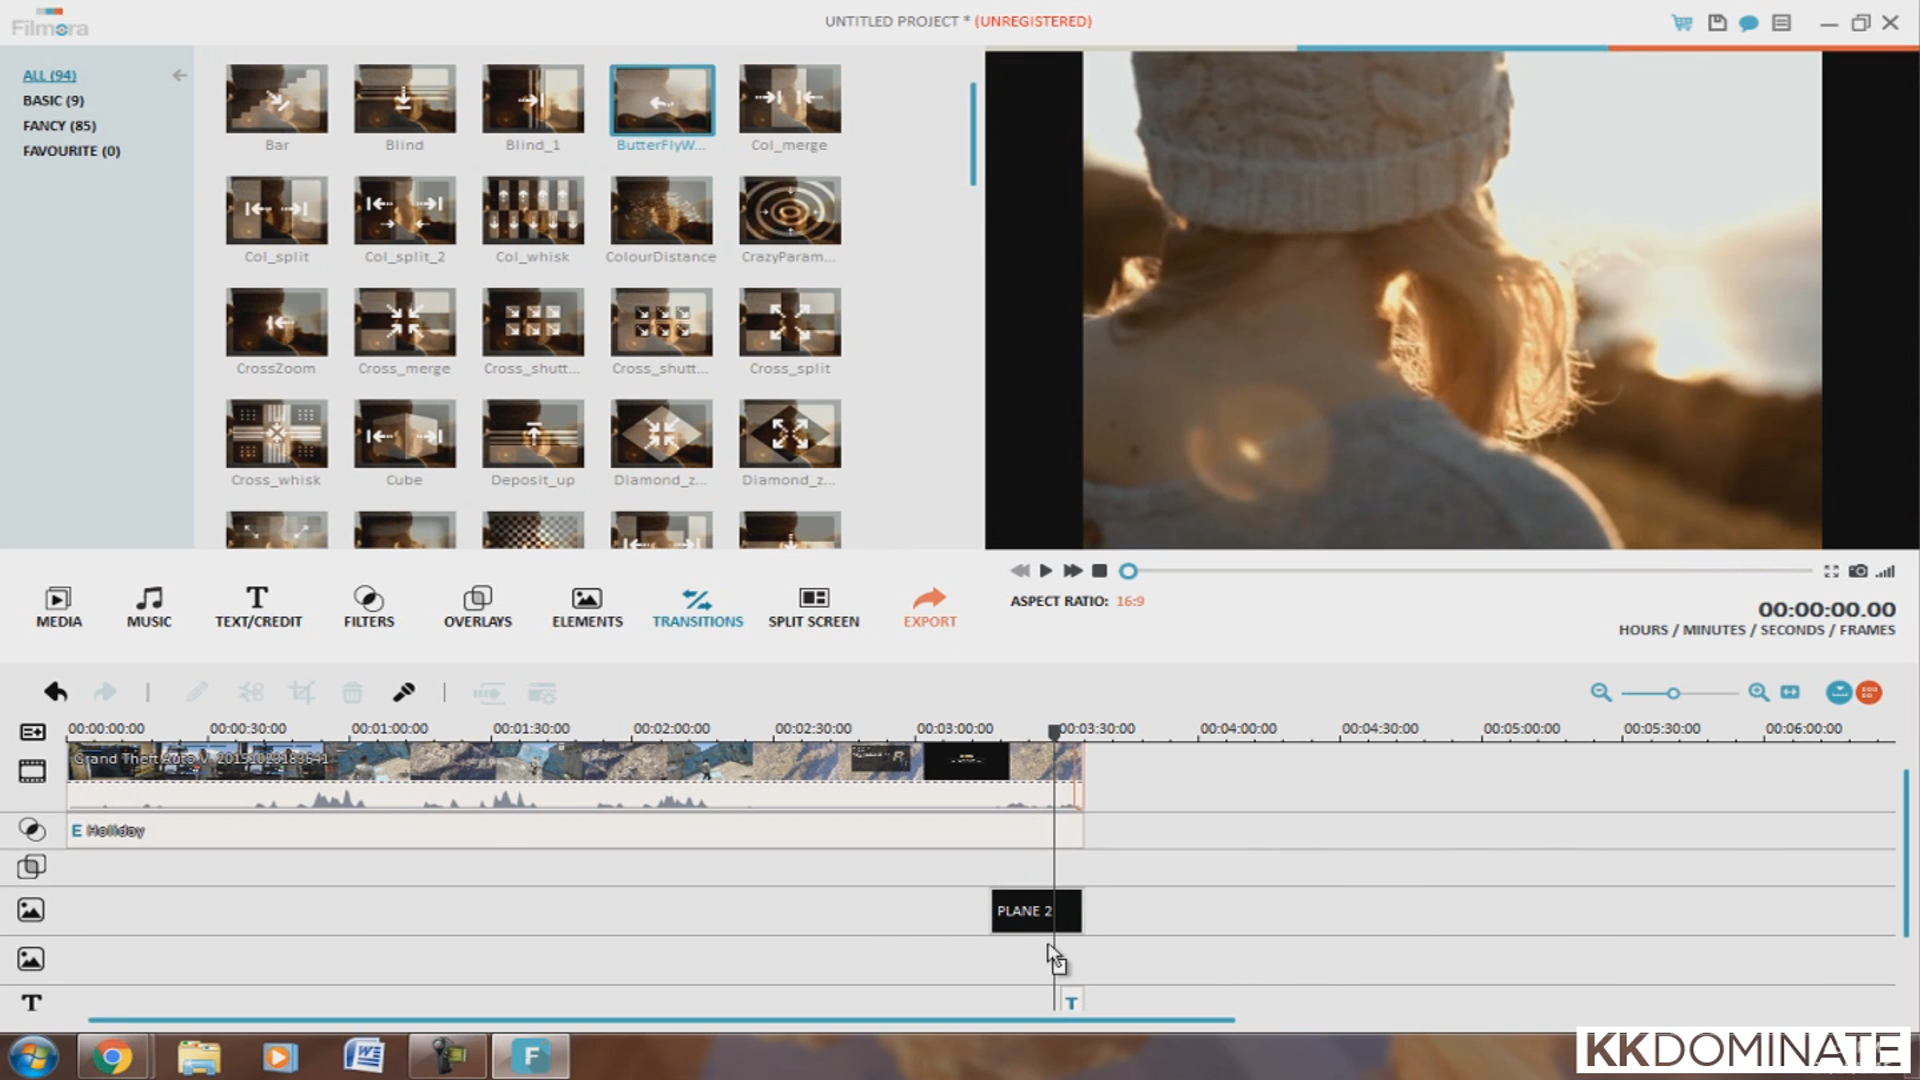 Filmora
UNTITLED PROJECT * (UNREGISTERED)
ALL (94)
BASIC (9)
FANCY (85)
FAVOURITE (0)
Bar
Blind
Blind_1
ButterFlyW...
Col_merge
Col_split
Col_split_2
Col_whisk
ColourDistance
CrazyParam...
CrossZoom
Cross_merge
Cross_shutt...
Cross_shutt...
Cross_split
Cross_whisk
Cube
Deposit_up
Diamond_z...
Diamond_z...
MEDIA
MUSIC
TEXT/CREDIT
FILTERS
OVERLAYS
ELEMENTS
TRANSITIONS
SPLIT SCREEN
EXPORT
ASPECT RATIO: 16:9
00:00:00.00
HOURS / MINUTES / SECONDS / FRAMES
00:00:00:00 00:00:30:00 00:01:00:00 00:01:30:00 00:02:00:00 00:02:30:00 00:03:00:00 00:03:30:00 00:04:00:00 00:04:30:00 00:05:00:00 00:05:30:00 00:06:00:00
Grand Theft Auto V
E Holiday
PLANE 2
T
T
W
F
KKDOMINATE